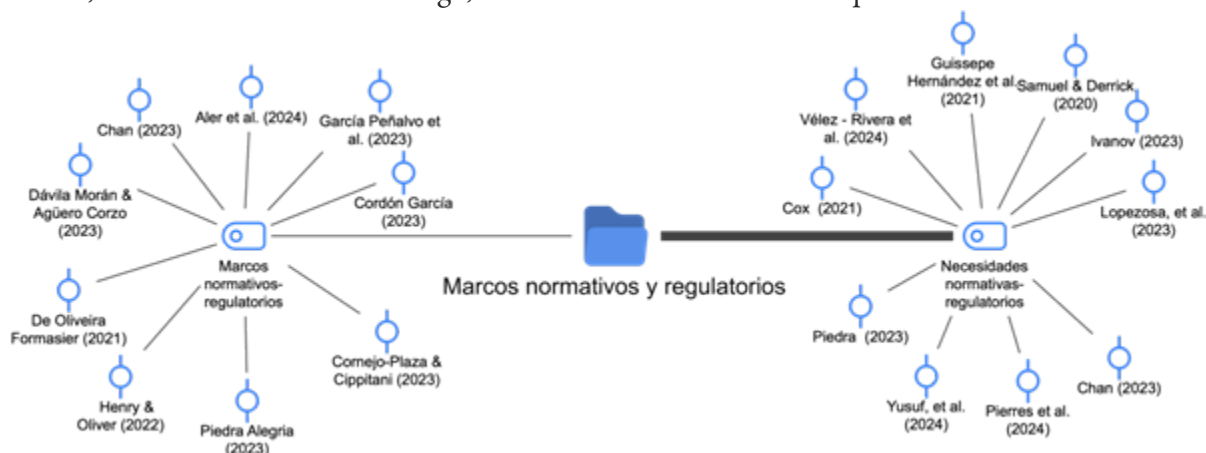 Guissepe
Hernández et al.
(2021)
Samuel & Derrick
(2020)
Chan (2023)
Aler et al. (2024)
García Peñalvo et
al. (2023)
Vélez - Rivera et
al. (2024)
Ivanov (2023)
Dávila Morán &
Agüero Corzo
(2023)
Cordón García
(2023)
Cox (2021)
Lopezosa, et al.
(2023)
Marcos
normativos-
regulatorios
Marcos normativos y regulatorios
Necesidades
normativas-
regulatorios
De Oliveira
Formasier (2021)
Cornejo-Plaza &
Cippitani (2023)
Piedra (2023)
Chan (2023)
Henry &
Oliver (2022)
Piedra Alegria
(2023)
Yusuf, et al.
(2024)
Pierres et al.
(2024)